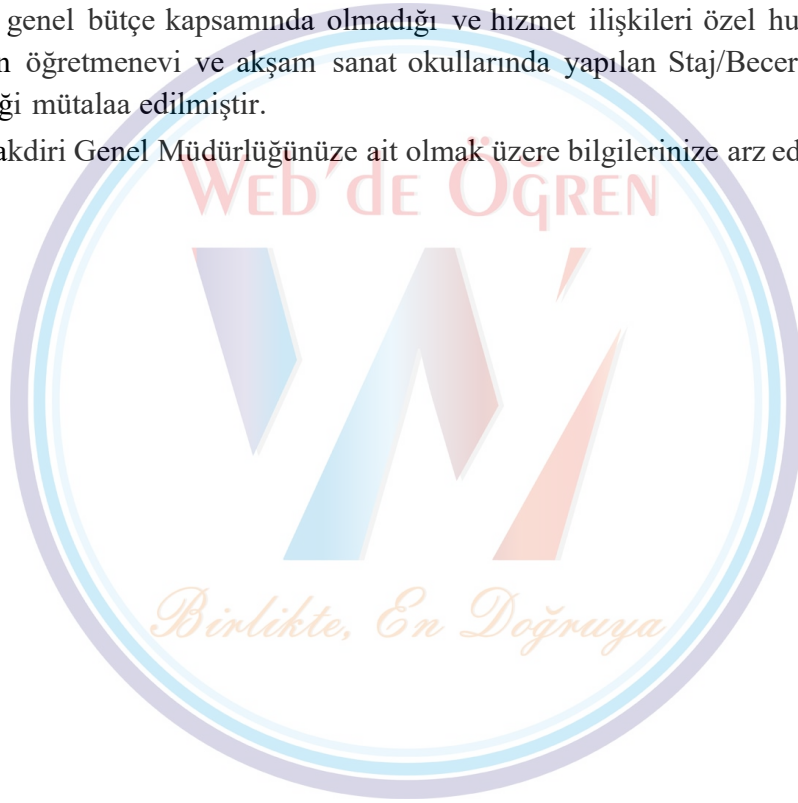 genel bütçe kapsamında olmadığı ve hizmet ilişkileri özel hu
öğretmenevi ve akşam sanat okullarında yapılan Staj/Becer
ği mütalaa edilmiştir.
akdiri Genel Müdürlüğünüze ait olmak üzere bilgilerinize arz ed
Web'de Öğren
Birlikte, En Doğruya